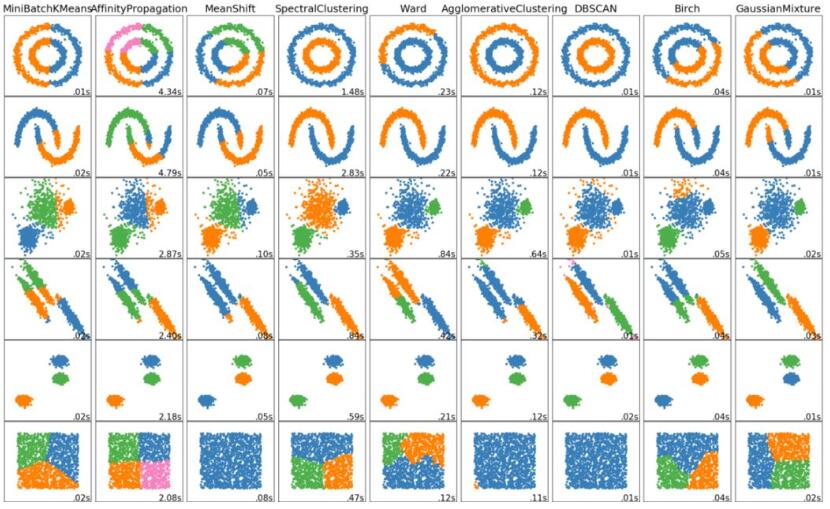 MiniBatchKMeans AffinityPropagation MeanShift SpectralClustering Ward AgglomerativeClustering DBSCAN Birch GaussianMixture
.01s 4.34s .07s 1.48s .23s .12s .01s .04s .01s
.02s 4.79s .05s 2.83s .22s .12s .01s .04s .01s
.02s 2.87s .10s .35s .84s .64s .01s .05s .02s
2.40s .08s .84s .42s .32s .01s .04s .03s
.02s 2.18s .05s .59s .21s .12s .02s .04s .01s
.02s 2.08s .08s .47s .12s .11s .01s .04s .02s